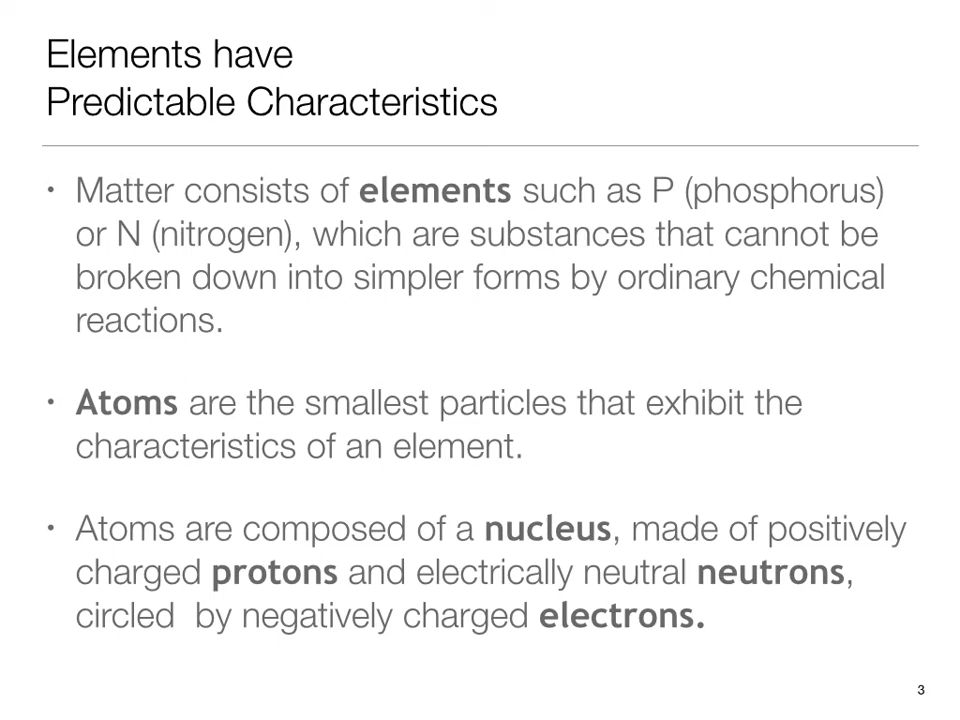 Elements have
Predictable Characteristics
• Matter consists of elements such as P (phosphorus)
or N (nitrogen), which are substances that cannot be
broken down into simpler forms by ordinary chemical
reactions.
• Atoms are the smallest particles that exhibit the
characteristics of an element.
• Atoms are composed of a nucleus, made of positively
charged protons and electrically neutral neutrons,
circled  by negatively charged electrons.
3